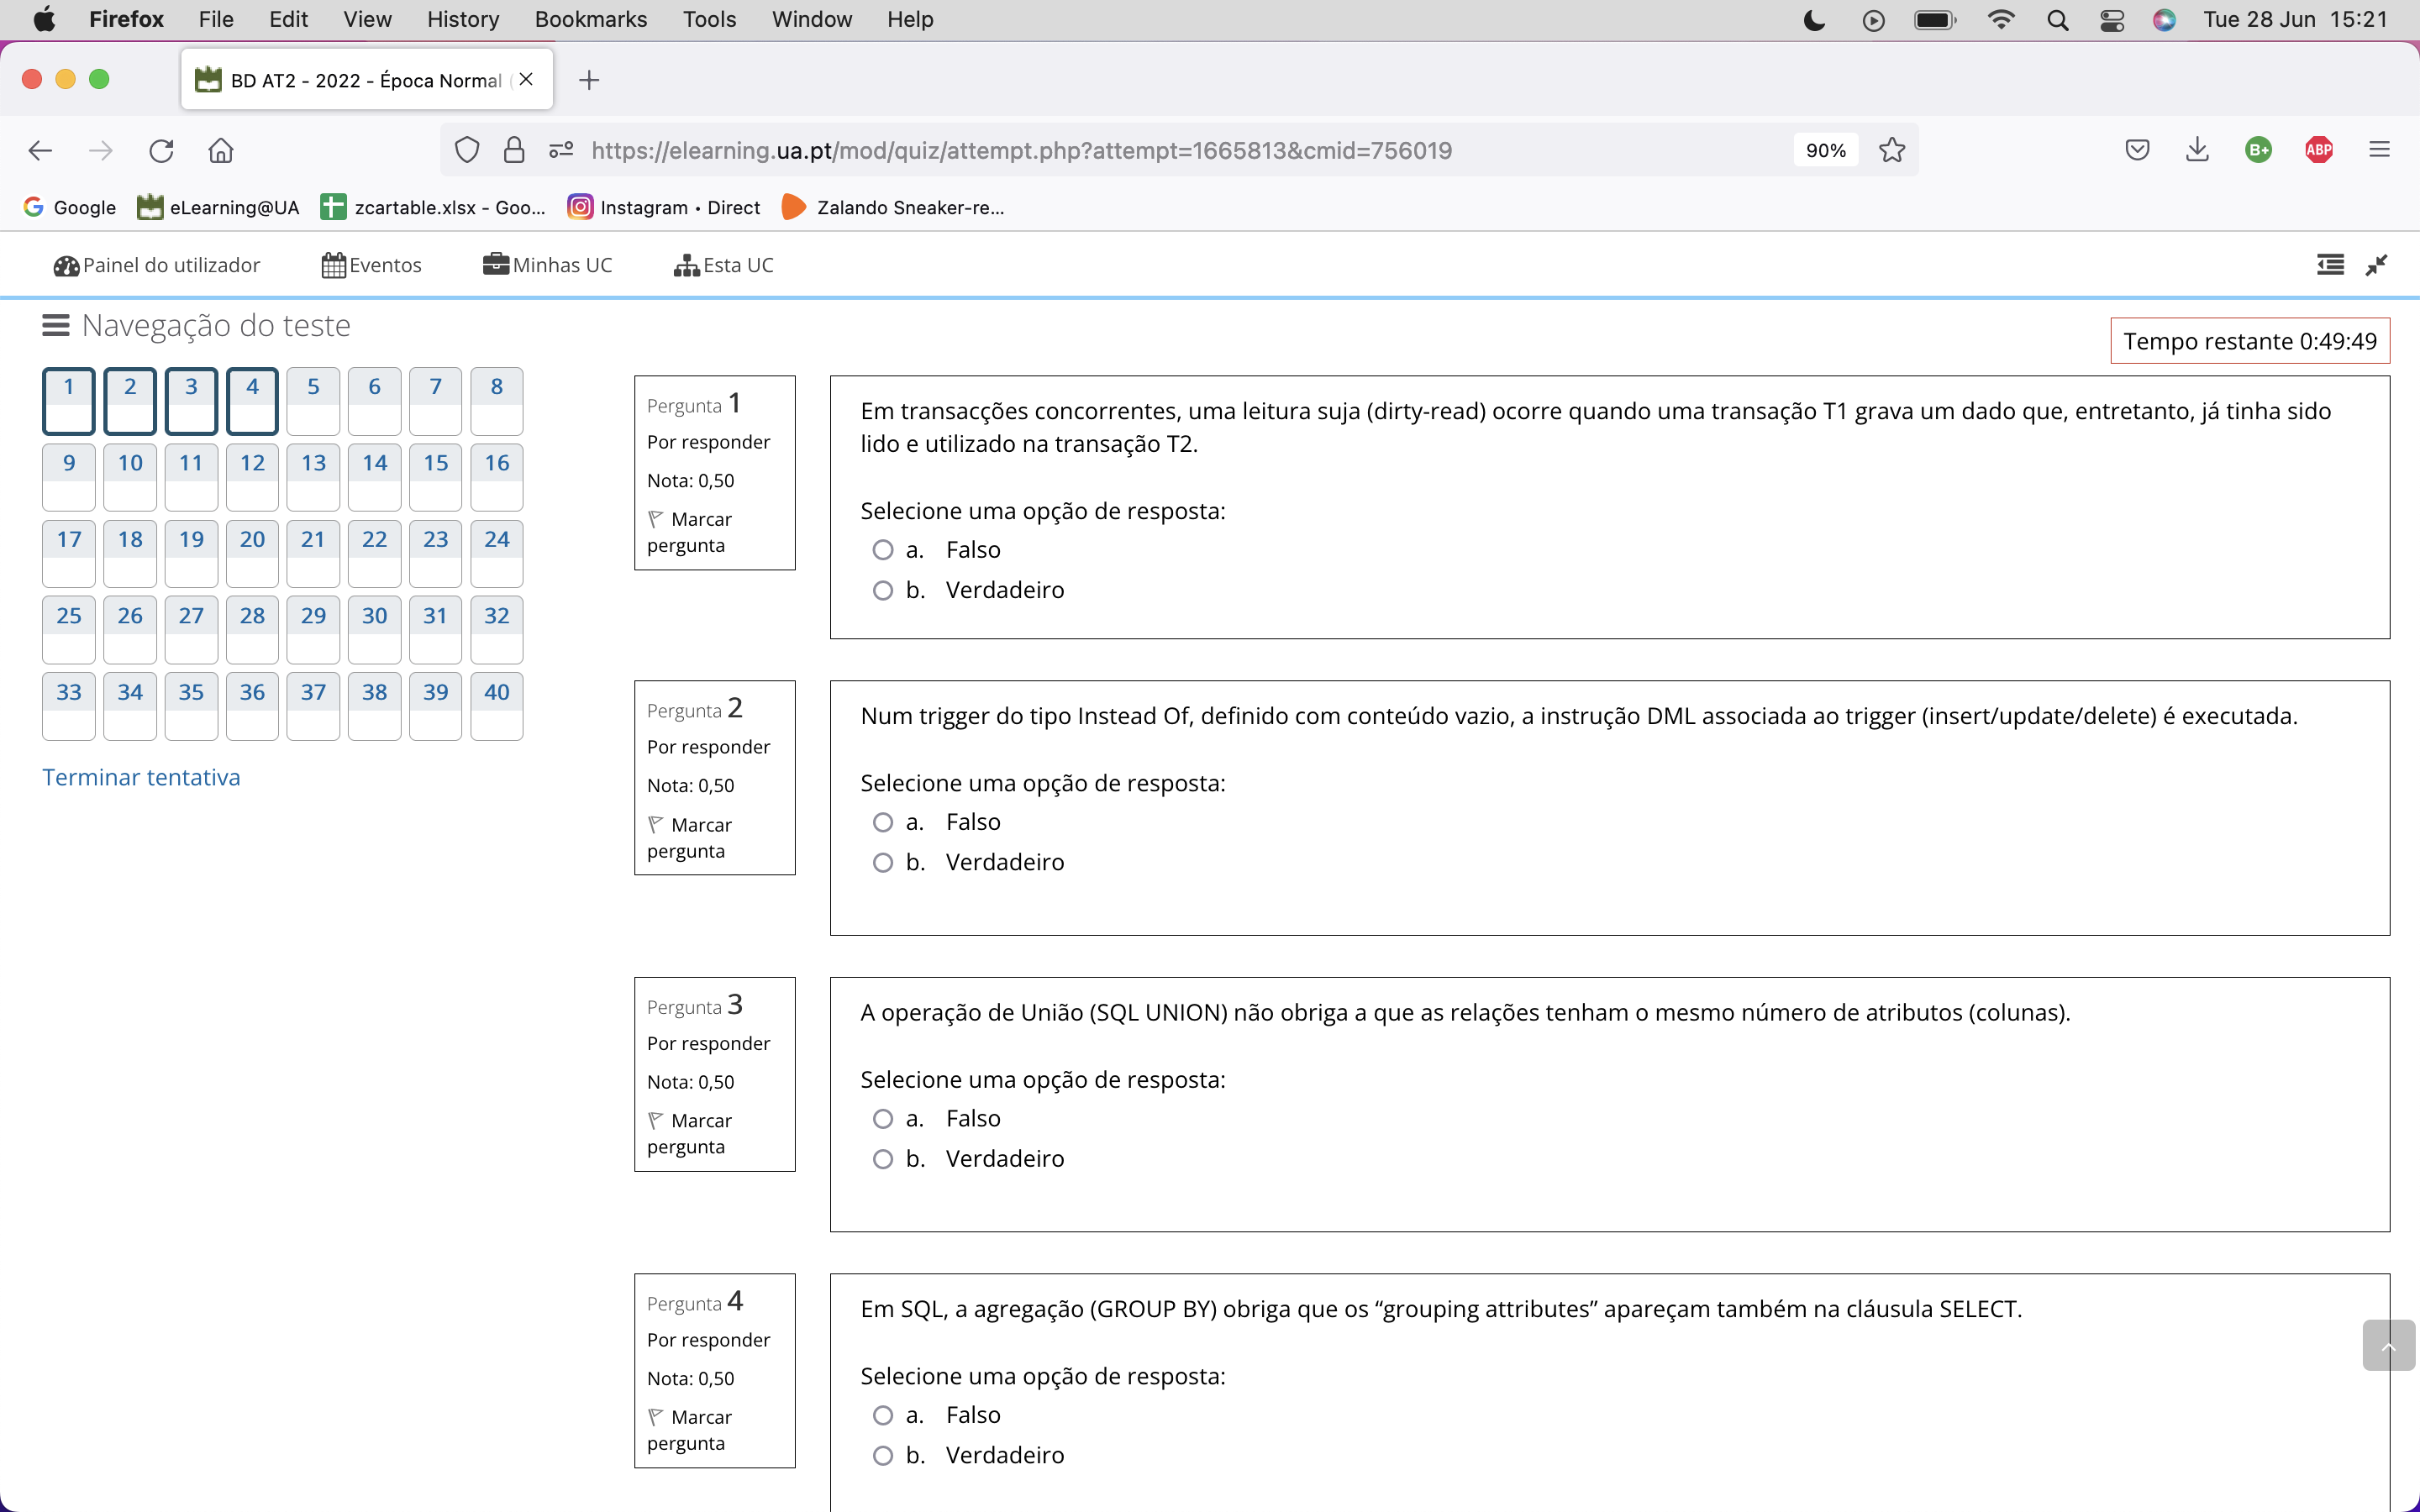 Firefox File Edit View History Bookmarks Tools Window Help Tue 28 Jun 15:21
BD AT2 - 2022 - Época Normal (
https://elearning.ua.pt/mod/quiz/attempt.php?attempt=1665813&cmid=756019 90% B+ ABP
Google eLearning@UA zcartable.xlsx - Goo... Instagram • Direct Zalando Sneaker-re...
Painel do utilizador Eventos Minhas UC Esta UC
Navegação do teste
Tempo restante 0:49:49
1 2 3 4 5 6 7 8
9 10 11 12 13 14 15 16
17 18 19 20 21 22 23 24
25 26 27 28 29 30 31 32
33 34 35 36 37 38 39 40
Terminar tentativa
Pergunta 1
Por responder
Nota: 0,50
Marcar
pergunta
Em transacções concorrentes, uma leitura suja (dirty-read) ocorre quando uma transação T1 grava um dado que, entretanto, já tinha sido
lido e utilizado na transação T2.
Selecione uma opção de resposta:
a. Falso
b. Verdadeiro
Pergunta 2
Por responder
Nota: 0,50
Marcar
pergunta
Num trigger do tipo Instead Of, definido com conteúdo vazio, a instrução DML associada ao trigger (insert/update/delete) é executada.
Selecione uma opção de resposta:
a. Falso
b. Verdadeiro
Pergunta 3
Por responder
Nota: 0,50
Marcar
pergunta
A operação de União (SQL UNION) não obriga a que as relações tenham o mesmo número de atributos (colunas).
Selecione uma opção de resposta:
a. Falso
b. Verdadeiro
Pergunta 4
Por responder
Nota: 0,50
Marcar
pergunta
Em SQL, a agregação (GROUP BY) obriga que os “grouping attributes” apareçam também na cláusula SELECT.
Selecione uma opção de resposta:
a. Falso
b. Verdadeiro